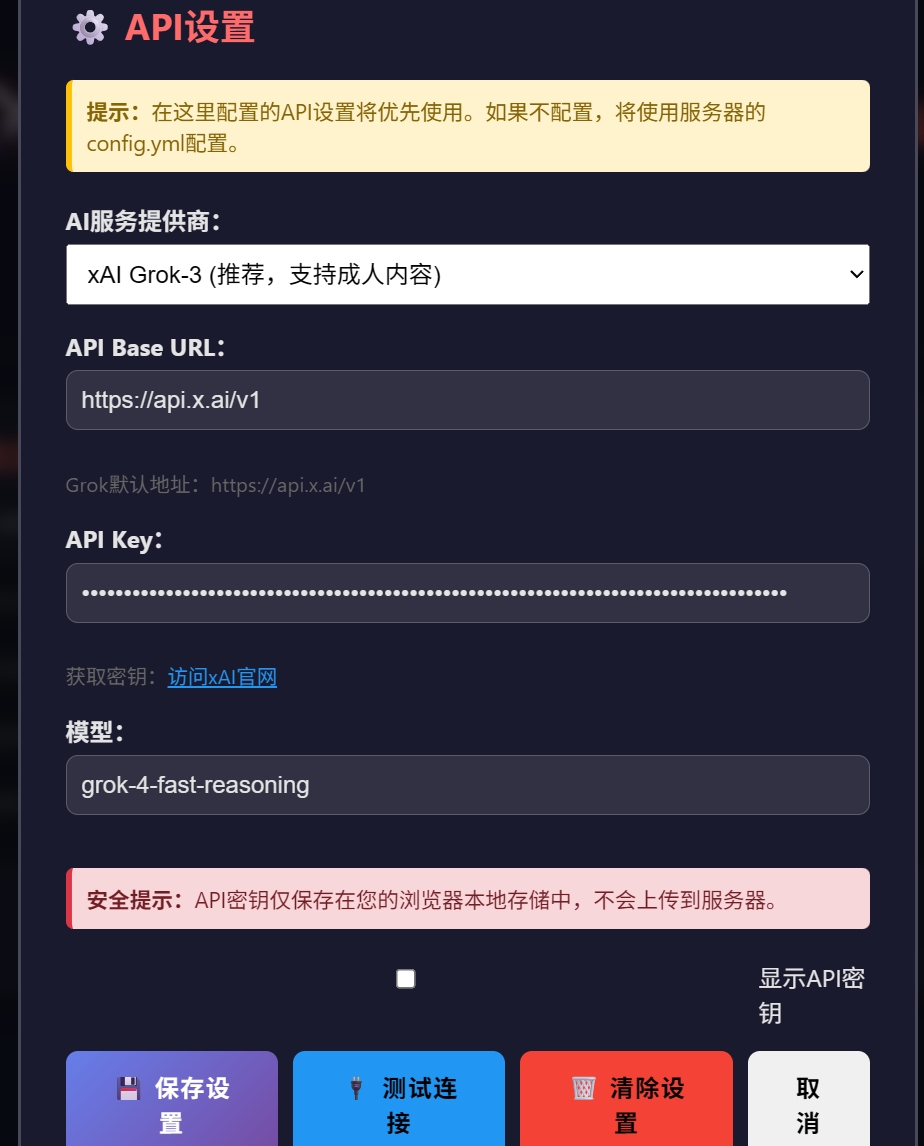 API设置
提示：在这里配置的API设置将优先使用。如果不配置，将使用服务器的
config.yml配置。
AI服务提供商：
xAI Grok-3 (推荐，支持成人内容)
API Base URL：
https://api.x.ai/v1
Grok默认地址：https://api.x.ai/v1
API Key：
获取密钥：访问xAI官网
模型：
grok-4-fast-reasoning
安全提示：API密钥仅保存在您的浏览器本地存储中，不会上传到服务器。
显示API密
钥
保存设
置
测试连
接
清除设
置
取
消